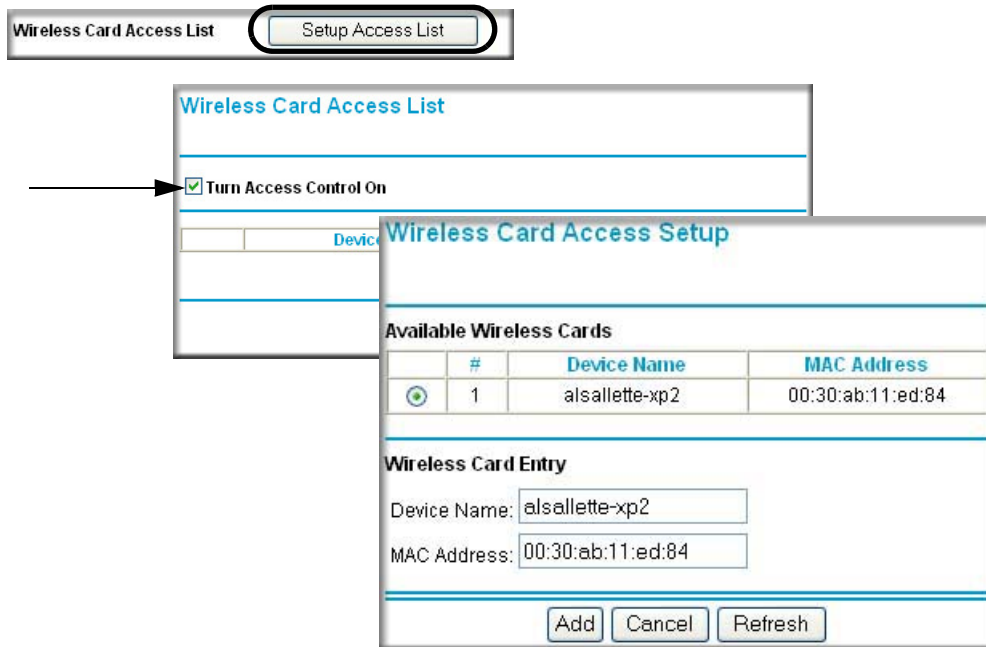 Wireless Card Access List Setup Access List
Wireless Card Access List
Turn Access Control On
Device
Wireless Card Access Setup
Available Wireless Cards
# Device Name MAC Address
1 alsallette-xp2 00:30:ab:11:ed:84
Wireless Card Entry
Device Name: alsallette-xp2
MAC Address: 00:30:ab:11:ed:84
Add Cancel Refresh